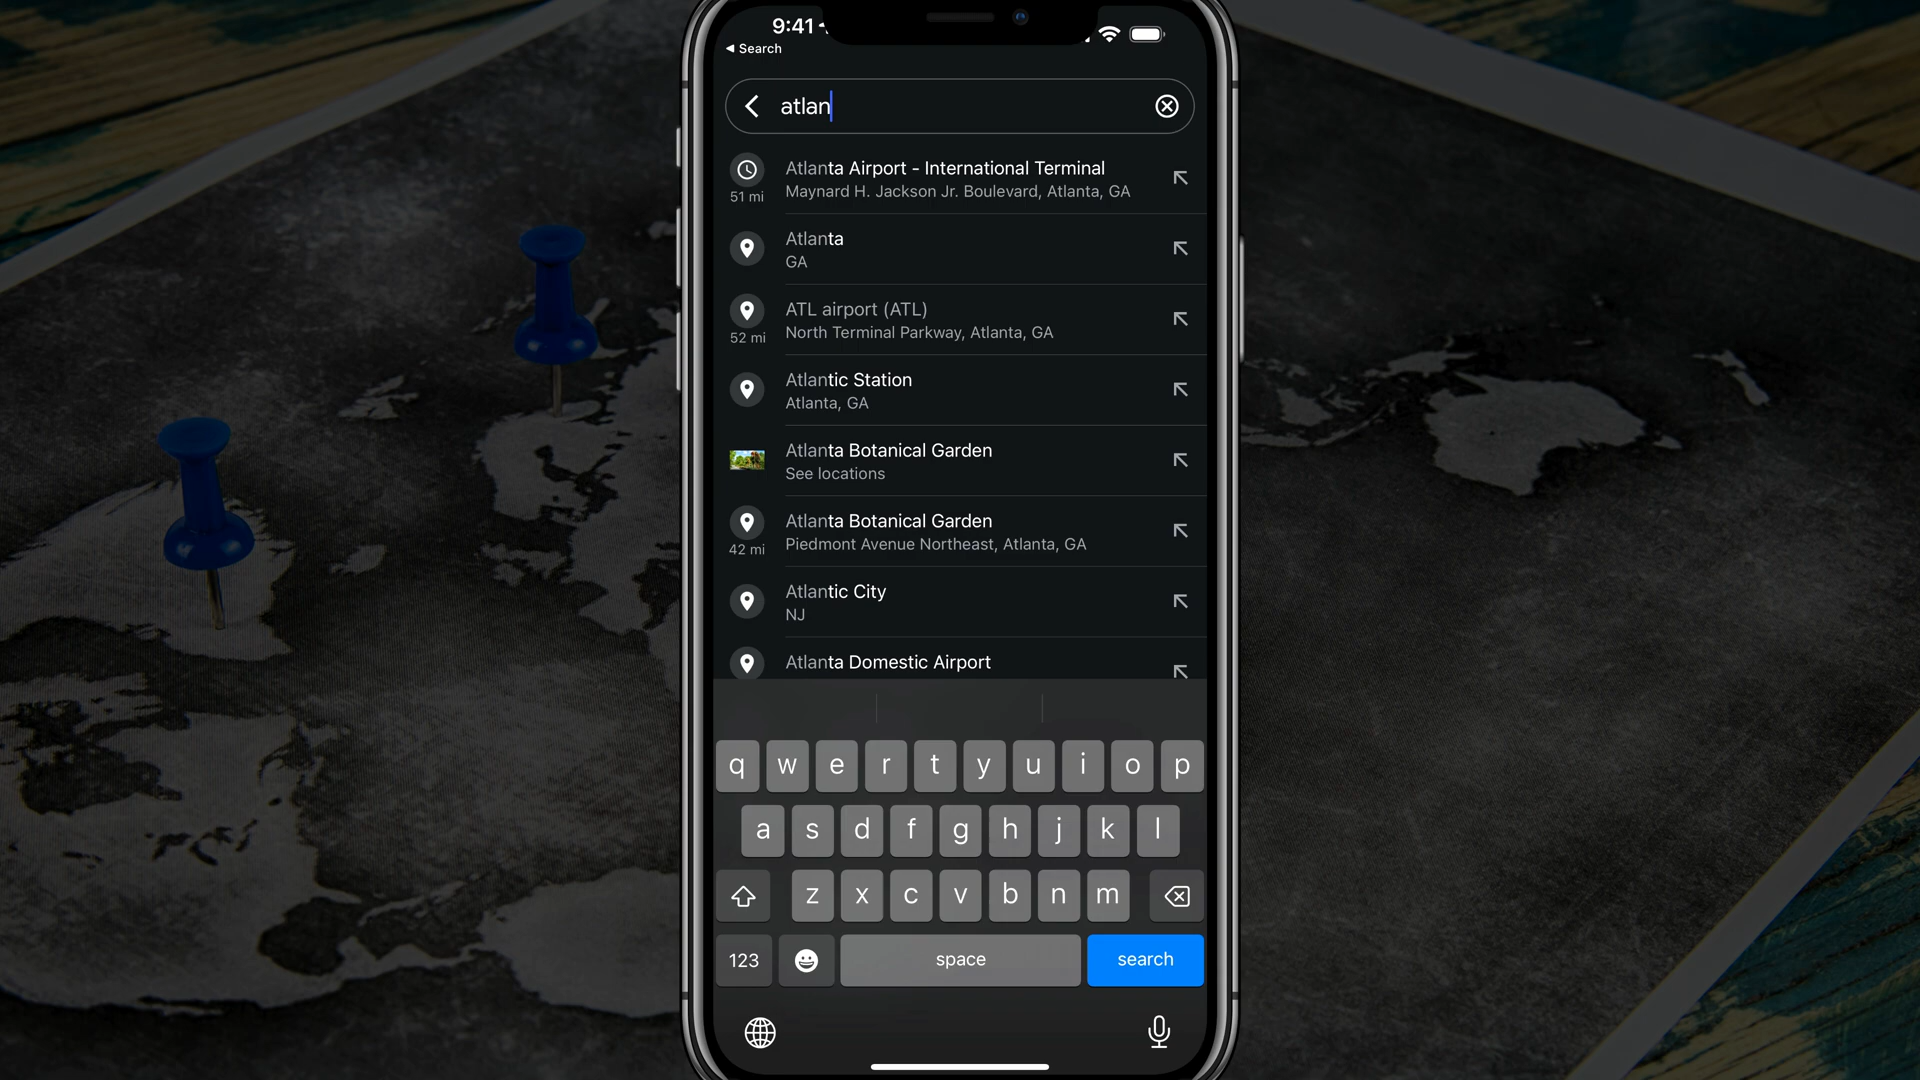 9:41
◀ Search
atlan
Atlanta Airport - International Terminal
51 mi
Maynard H. Jackson Jr. Boulevard, Atlanta, GA
Atlanta
GA
ATL airport (ATL)
52 mi
North Terminal Parkway, Atlanta, GA
Atlantic Station
Atlanta, GA
Atlanta Botanical Garden
See locations
Atlanta Botanical Garden
42 mi
Piedmont Avenue Northeast, Atlanta, GA
Atlantic City
NJ
Atlanta Domestic Airport
q w e r t y u i o p
a s d f g h j k l
z x c v b n m
123 space search